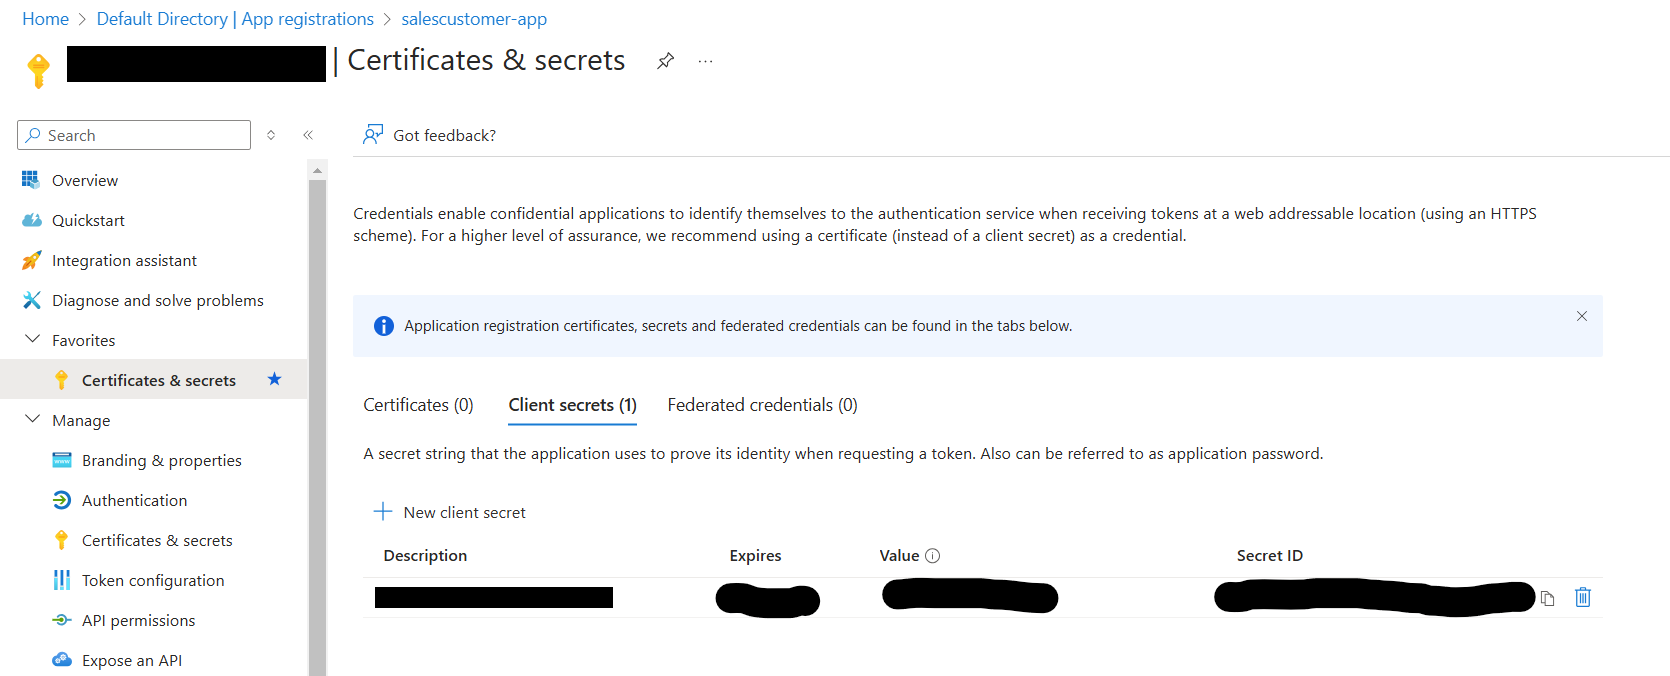 Home > Default Directory | App registrations > salescustomer-app
| Certificates & secrets
Search
Got feedback?
Overview
Quickstart
Integration assistant
Diagnose and solve problems
Favorites
Certificates & secrets
Manage
Branding & properties
Authentication
Certificates & secrets
Token configuration
API permissions
Expose an API
Credentials enable confidential applications to identify themselves to the authentication service when receiving tokens at a web addressable location (using an HTTPS
scheme). For a higher level of assurance, we recommend using a certificate (instead of a client secret) as a credential.
Application registration certificates, secrets and federated credentials can be found in the tabs below.
Certificates (0) Client secrets (1) Federated credentials (0)
A secret string that the application uses to prove its identity when requesting a token. Also can be referred to as application password.
New client secret
Description Expires Value Secret ID